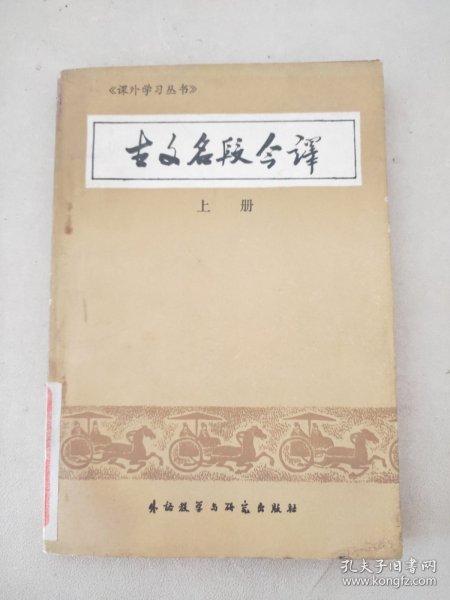 《课外学习丛书》
古文名段今譯
上册
外语教学与研究出版社
孔夫子旧书网
www.kongfz.com